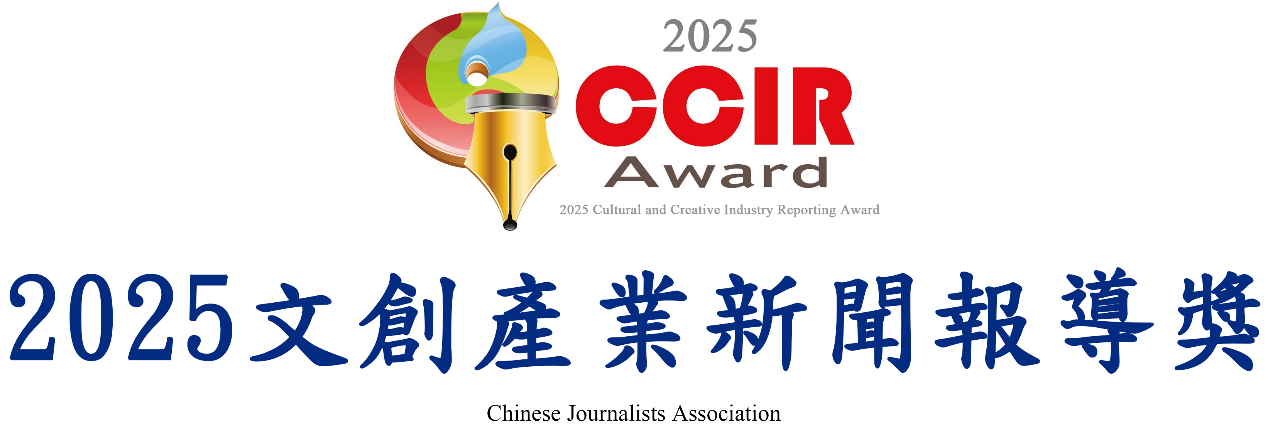 2025
CCIR
Award
2025 Cultural and Creative Industry Reporting Award
2025文創產業新聞報導獎
Chinese Journalists Association